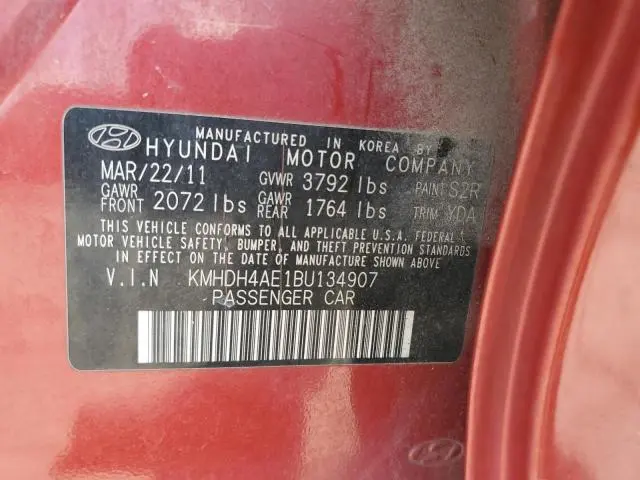 MANUFACTURED IN KOREA BY
HYUNDAI MOTOR COMPANY
MAR/22/11 GVWR 3792 lbs PAINT S2R
GAWR FRONT 2072 lbs GAWR REAR 1764 lbs TRIM YDA
THIS VEHICLE CONFORMS TO ALL APPLICABLE U.S.A. FEDERAL
MOTOR VEHICLE SAFETY, BUMPER, AND THEFT PREVENTION STANDARDS
IN EFFECT ON THE DATE OF MANUFACTURE SHOWN ABOVE
V.I.N KMHDH4AE1BU134907
PASSENGER CAR